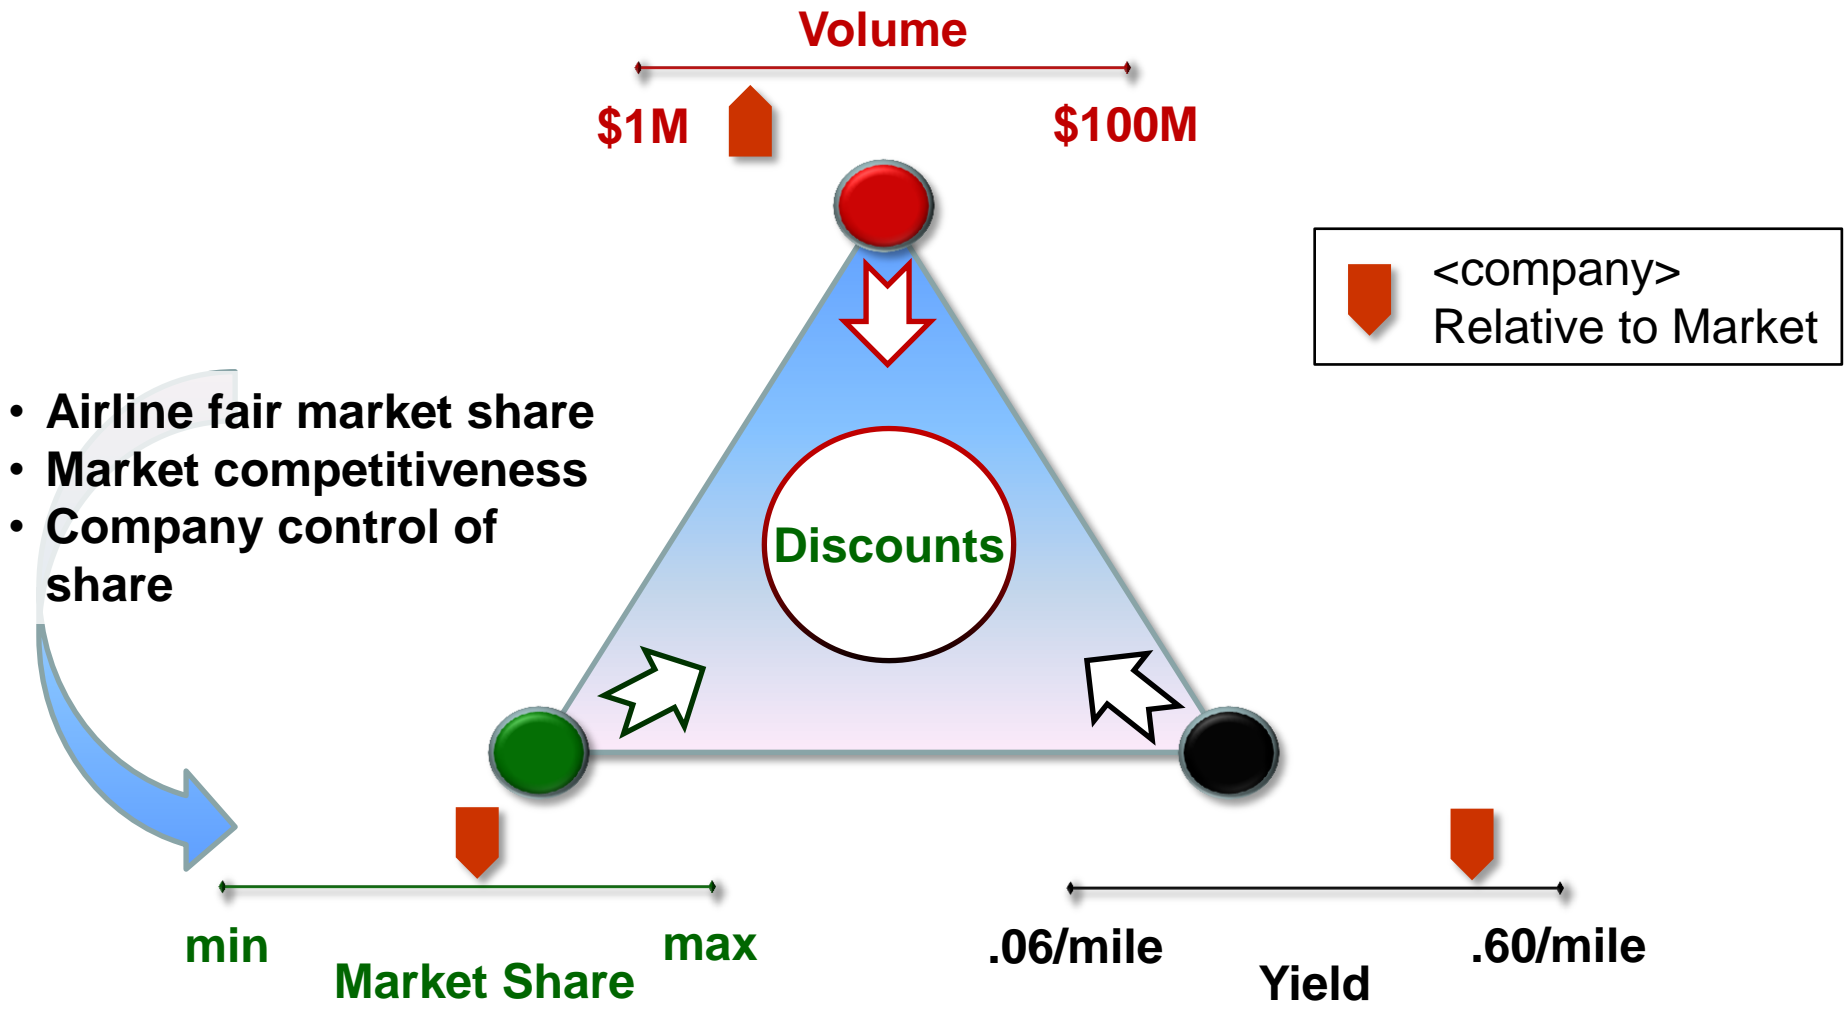 Volume
$1M
$100M
<company>
Relative to Market
• Airline fair market share
• Market competitiveness
• Company control of
share
Discounts
min
max
Market Share
.06/mile
.60/mile
Yield